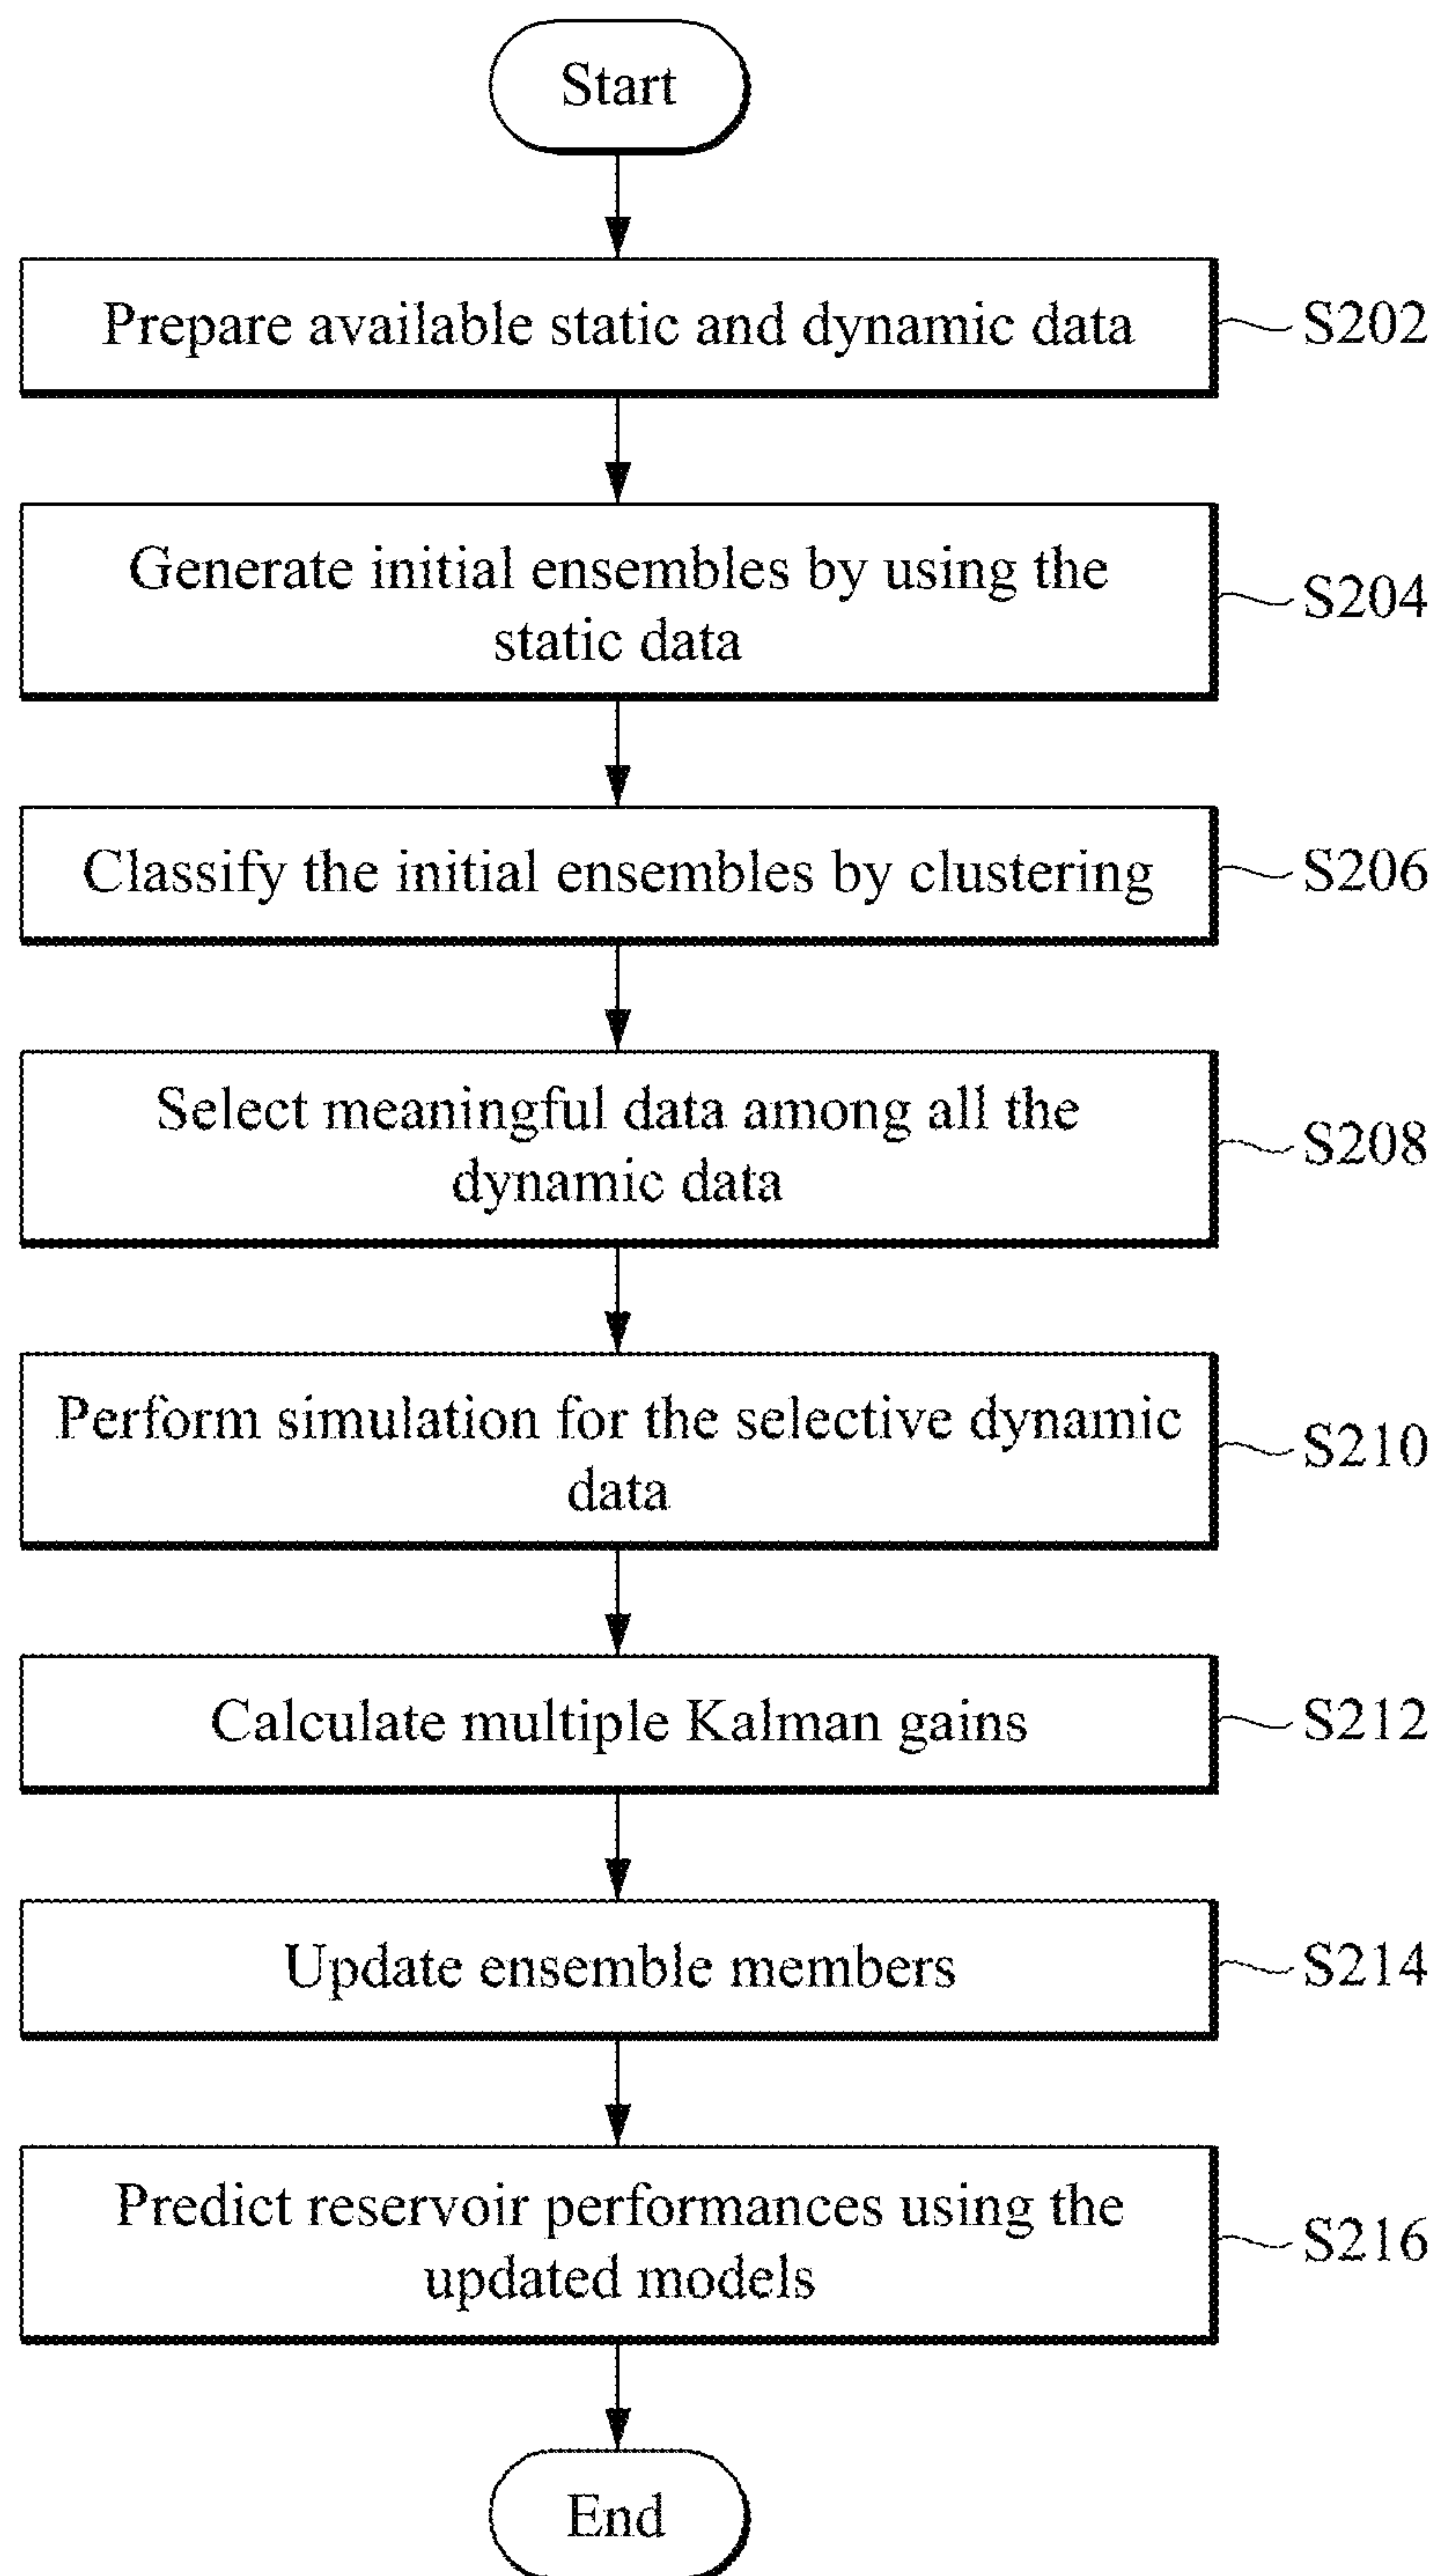 Start
Prepare available static and dynamic data
S202
Generate initial ensembles by using the
static data
S204
Classify the initial ensembles by clustering
S206
Select meaningful data among all the
dynamic data
S208
Perform simulation for the selective dynamic
data
S210
Calculate multiple Kalman gains
S212
Update ensemble members
S214
Predict reservoir performances using the
updated models
S216
End